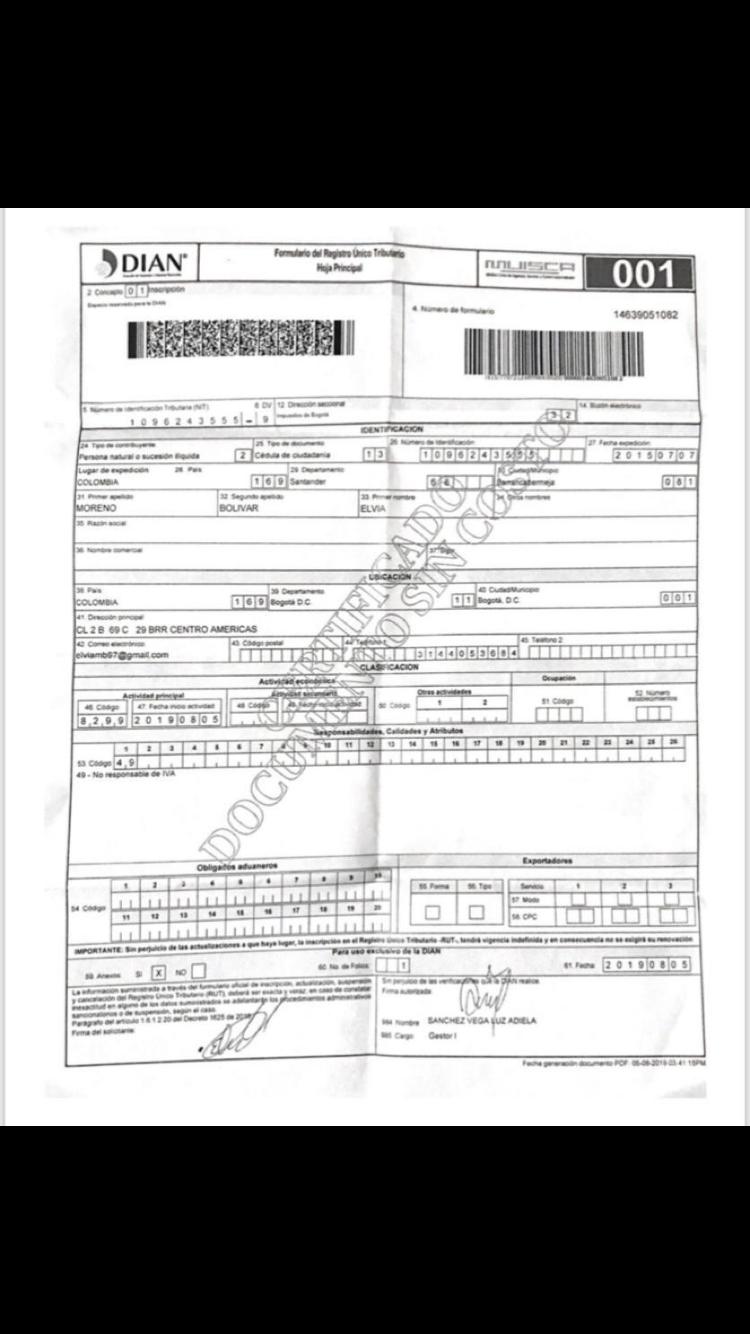 DIAN
Formulario del Registro Único Tributario
Hoja Principal
MUISCA
001
2. Concepto 0 1 Inscripción
Espacio reservado para la DIAN
4. Número de formulario
14639051082
5. Número de Identificación Tributaria (NIT) 6. DV 12. Dirección seccional 14. Buzón electrónico
1 0 9 6 2 4 3 5 5 5 - 9 Impuestos de Bogotá 3 2
IDENTIFICACIÓN
24. Tipo de contribuyente 25. Tipo de documento 26. Número de Identificación 27. Fecha expedición
Persona natural o sucesión ilíquida 2 Cédula de ciudadanía 1 3 1 0 9 6 2 4 3 5 5 5 2 0 1 5 0 7 0 7
Lugar de expedición 28. País 29. Departamento 30. Ciudad/Municipio
COLOMBIA 1 6 9 Santander 6 8 Barrancabermeja 0 8 1
31. Primer apellido 32. Segundo apellido 33. Primer nombre 34. Otros nombres
MORENO BOLIVAR ELVIA
35. Razón social
36. Nombre comercial 37. Sigla
UBICACIÓN
38. País 39. Departamento 40. Ciudad/Municipio
COLOMBIA 1 6 9 Bogotá D.C. 1 1 Bogotá, D.C. 0 0 1
41. Dirección principal
CL 2 B 69 C 29 BRR CENTRO AMERICAS
42. Correo electrónico 43. Código postal 44. Teléfono 1 45. Teléfono 2
elviamb67@gmail.com 3 1 4 4 0 5 3 6 8 4
CLASIFICACIÓN
Actividad económica Ocupación
Actividad principal Actividad secundaria Otras actividades 52. Número establecimientos
46. Código 47. Fecha inicio actividad 48. Código 49. Fecha inicio actividad 50. Código 1 2 51. Código
8 2 9 9 2 0 1 9 0 8 0 5
Responsabilidades, Calidades y Atributos
1 2 3 4 5 6 7 8 9 10 11 12 13 14 15 16 17 18 19 20 21 22 23 24 25 26
53. Código 4 9
49 - No responsable de IVA
CERTIFICADO
DOCUMENTO SIN COSTO
Obligados aduaneros Exportadores
1 2 3 4 5 6 7 8 9 10
54. Código
11 12 13 14 15 16 17 18 19 20
55. Forma 56. Tipo Servicio 1 2 3
57. Modo
58. CPC
IMPORTANTE: Sin perjuicio de las actualizaciones a que haya lugar, la inscripción en el Registro Único Tributario -RUT-, tendrá vigencia indefinida y en consecuencia no se exigirá su renovación
Para uso exclusivo de la DIAN
59. Anexos SI X NO 60. No. de Folios: 1 61. Fecha 2 0 1 9 0 8 0 5
La información suministrada a través del formulario oficial de inscripción, actualización, suspensión
y cancelación del Registro Único Tributario (RUT), deberá ser exacta y veraz; en caso de constatar
inexactitud en alguno de los datos suministrados se adelantarán los procedimientos administrativos
sancionatorios o de suspensión, según el caso.
Parágrafo del artículo 1.6.1.2.20 del Decreto 1625 de 2016
Firma del solicitante:
Sin perjuicio de las verificaciones que la DIAN realice.
Firma autorizada:
984. Nombre SANCHEZ VEGA LUZ ADIELA
985. Cargo Gestor I
Fecha generación documento PDF: 05-08-2019 03:41:15PM